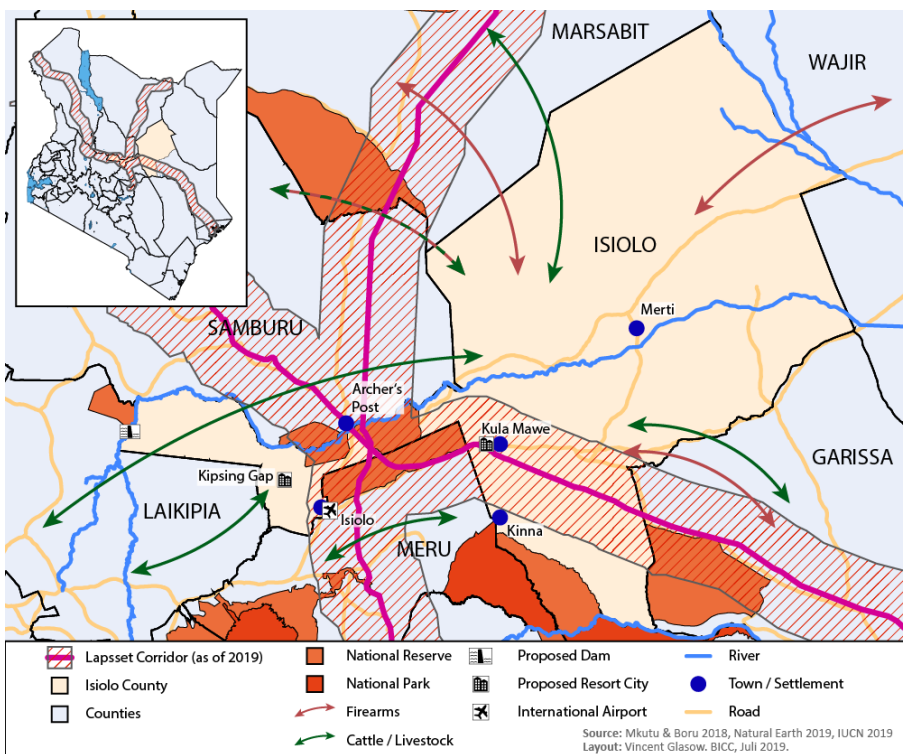 MARSABIT
WAJIR
ISIOLO
Merti
SAMBURU
Archer's
Post
Kula Mawe
GARISSA
Kipsing Gap
LAIKIPIA
Isiolo
Kinna
MERU
Lapsset Corridor (as of 2019)
Isiolo County
Counties
National Reserve
National Park
Firearms
Cattle / Livestock
Proposed Dam
Proposed Resort City
International Airport
River
Town / Settlement
Road
Source: Mkutu & Boru 2018, Natural Earth 2019, IUCN 2019
Layout: Vincent Glasow. BICC, Juli 2019.